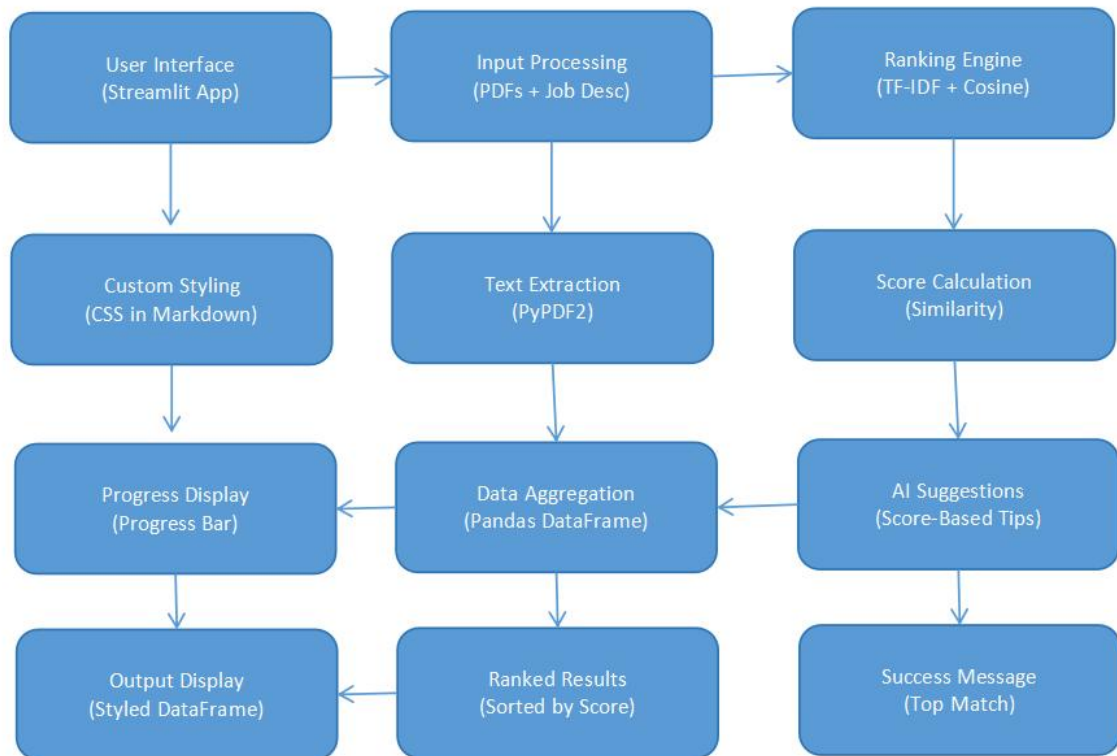 User Interface
(Streamlit App)
Input Processing
(PDFs + Job Desc)
Ranking Engine
(TF-IDF + Cosine)
Custom Styling
(CSS in Markdown)
Text Extraction
(PyPDF2)
Score Calculation
(Similarity)
Progress Display
(Progress Bar)
Data Aggregation
(Pandas DataFrame)
AI Suggestions
(Score-Based Tips)
Output Display
(Styled DataFrame)
Ranked Results
(Sorted by Score)
Success Message
(Top Match)